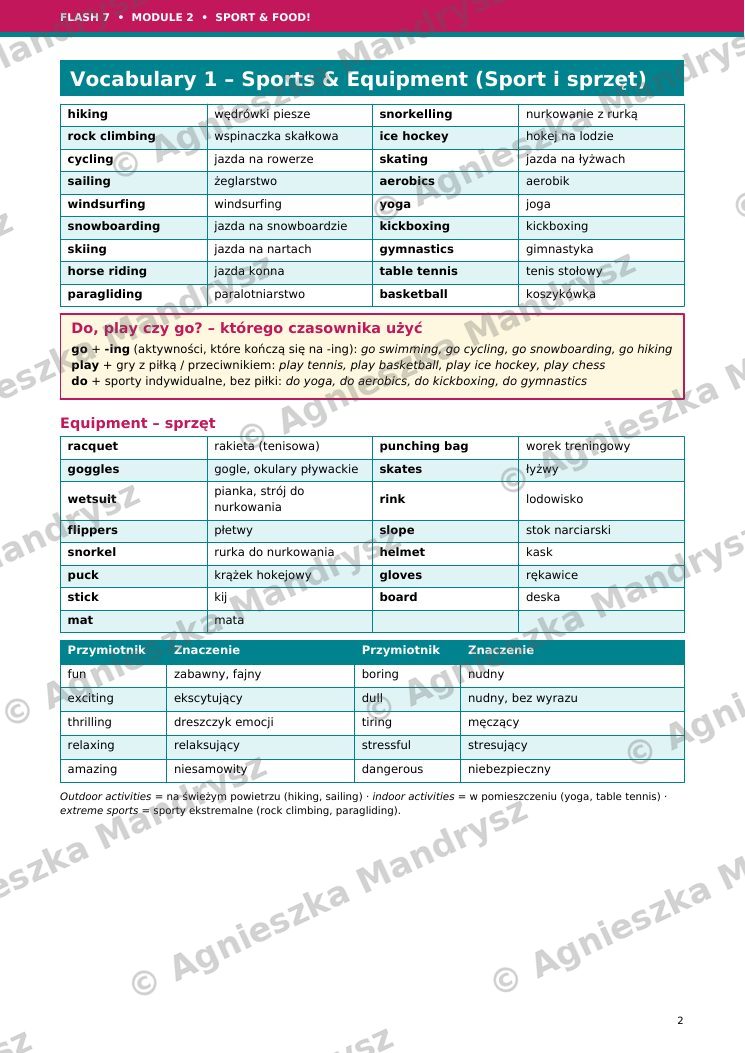 FLASH 7 • MODULE 2 • SPORT & FOOD!
Vocabulary 1 – Sports & Equipment (Sport i sprzęt)
hiking wędrówki piesze snorkelling nurkowanie z rurką
rock climbing wspinaczka skałkowa ice hockey hokej na lodzie
cycling jazda na rowerze skating jazda na łyżwach
sailing żeglarstwo aerobics aerobik
windsurfing windsurfing yoga joga
snowboarding jazda na snowboardzie kickboxing kickboxing
skiing jazda na nartach gymnastics gimnastyka
horse riding jazda konna table tennis tenis stołowy
paragliding paralotniarstwo basketball koszykówka
Do, play czy go? – którego czasownika użyć
go + -ing (aktywności, które kończą się na -ing): go swimming, go cycling, go snowboarding, go hiking
play + gry z piłką / przeciwnikiem: play tennis, play basketball, play ice hockey, play chess
do + sporty indywidualne, bez piłki: do yoga, do aerobics, do kickboxing, do gymnastics
Equipment – sprzęt
racquet rakieta (tenisowa) punching bag worek treningowy
goggles gogle, okulary pływackie skates łyżwy
wetsuit pianka, strój do nurkowania rink lodowisko
flippers płetwy slope stok narciarski
snorkel rurka do nurkowania helmet kask
puck krążek hokejowy gloves rękawice
stick kij board deska
mat mata
Przymiotnik Znaczenie Przymiotnik Znaczenie
fun zabawny, fajny boring nudny
exciting ekscytujący dull nudny, bez wyrazu
thrilling dreszczyk emocji tiring męczący
relaxing relaksujący stressful stresujący
amazing niesamowity dangerous niebezpieczny
Outdoor activities = na świeżym powietrzu (hiking, sailing) · indoor activities = w pomieszczeniu (yoga, table tennis) ·
extreme sports = sporty ekstremalne (rock climbing, paragliding).
© Agnieszka Mandrysz
2